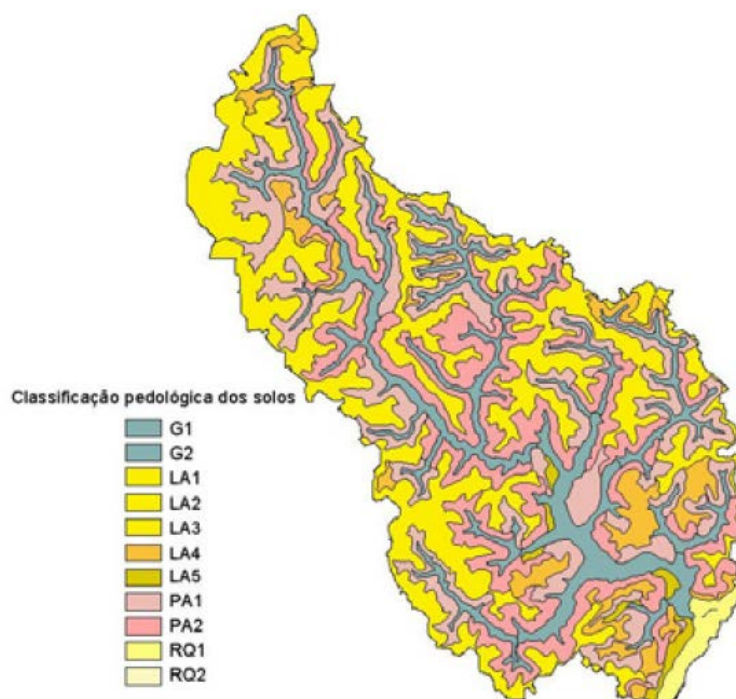 Classificação pedológica dos solos
G1
G2
LA1
LA2
LA3
LA4
LA5
PA1
PA2
RQ1
RQ2